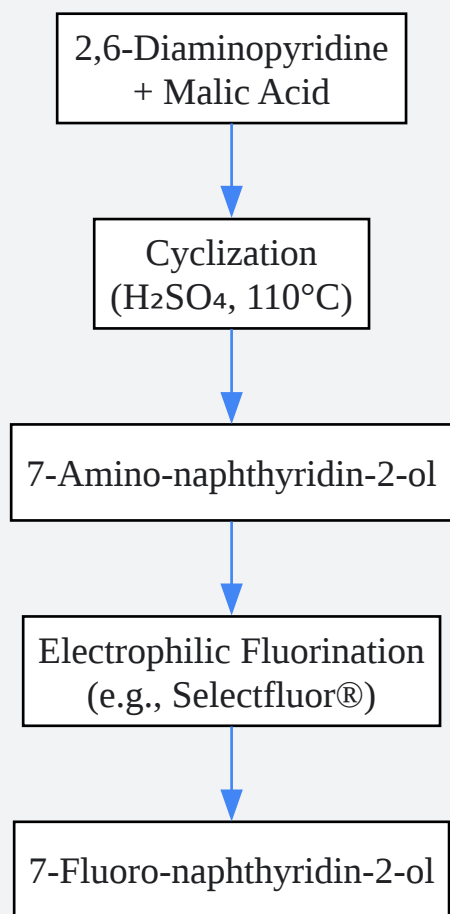 2,6-Diaminopyridine
+ Malic Acid
Cyclization
(H₂SO₄, 110°C)
7-Amino-naphthyridin-2-ol
Electrophilic Fluorination
(e.g., Selectfluor®)
7-Fluoro-naphthyridin-2-ol